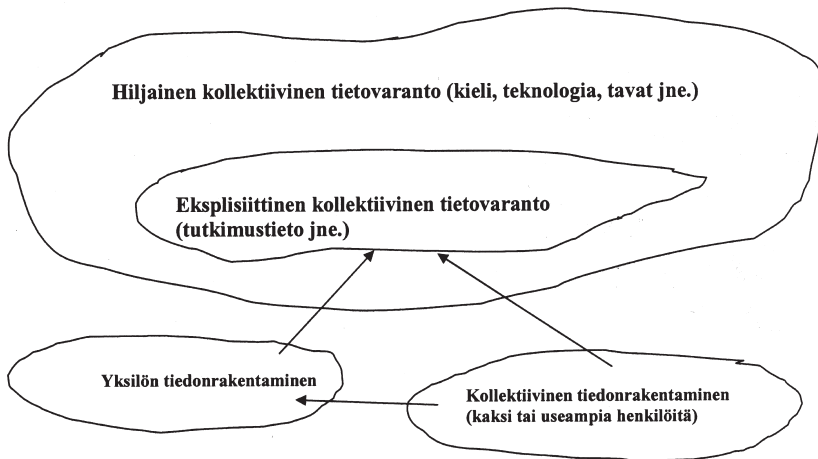 Hiljainen kollektiivinen tietovaranto (kieli, teknologia, tavat jne.)
Eksplisiittinen kollektiivinen tietovaranto
(tutkimustieto jne.)
Yksilön tiedonrakentaminen
Kollektiivinen tiedonrakentaminen
(kaksi tai useampia henkilöitä)